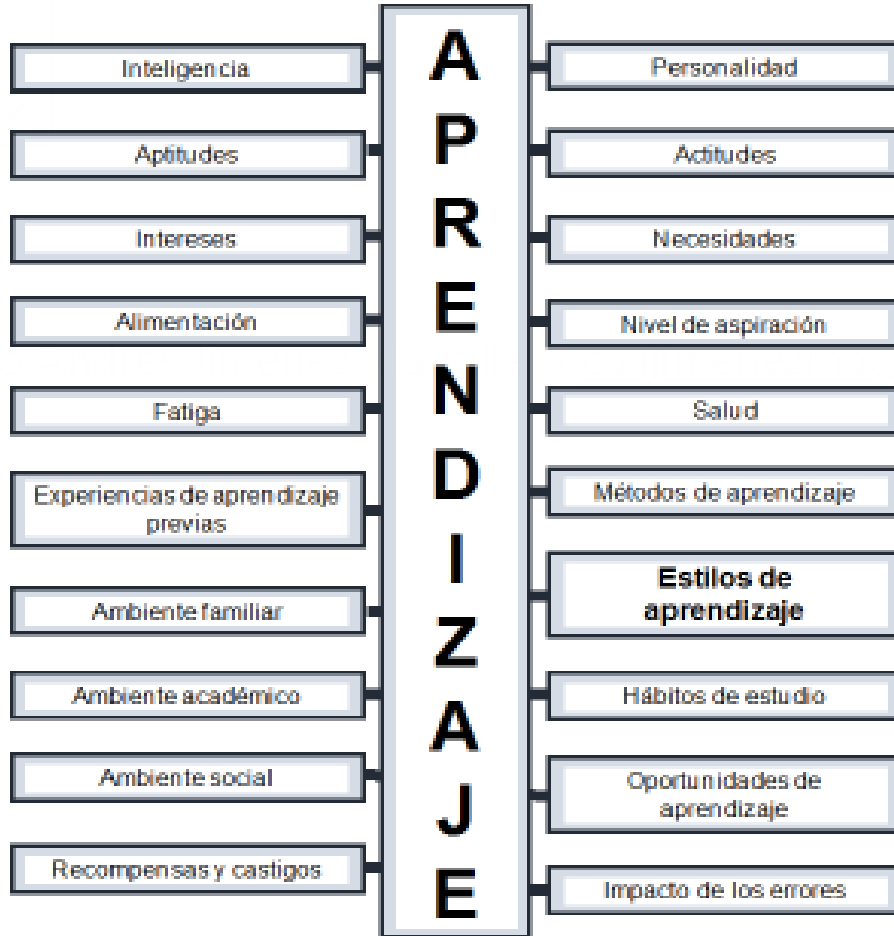 APRENDIZAJE
Inteligencia
Aptitudes
Intereses
Alimentación
Fatiga
Experiencias de aprendizaje
previas
Ambiente familiar
Ambiente académico
Ambiente social
Recompensas y castigos
Personalidad
Actitudes
Necesidades
Nivel de aspiración
Salud
Métodos de aprendizaje
Estilos de
aprendizaje
Hábitos de estudio
Oportunidades de
aprendizaje
Impacto de los errores